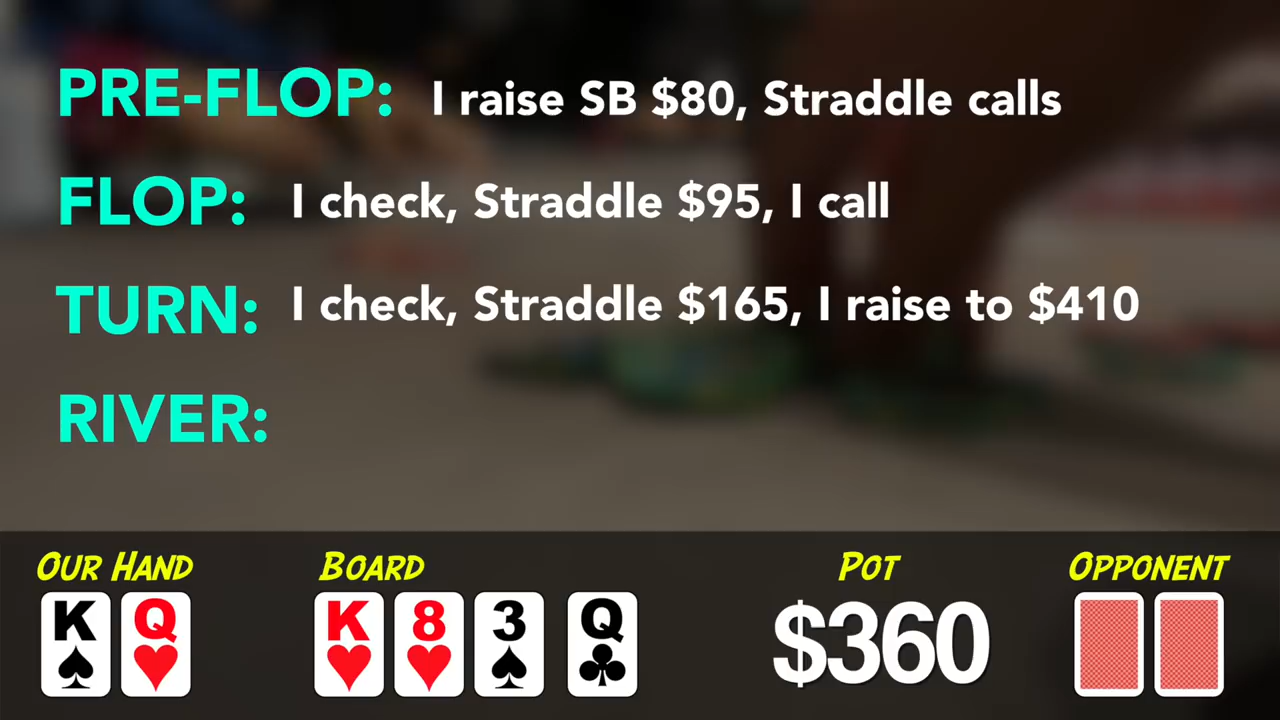 PRE-FLOP: I raise SB $80, Straddle calls
FLOP: I check, Straddle $95, I call
TURN: I check, Straddle $165, I raise to $410
RIVER:
OUR HAND BOARD POT OPPONENT
K Q K 8 3 Q $360